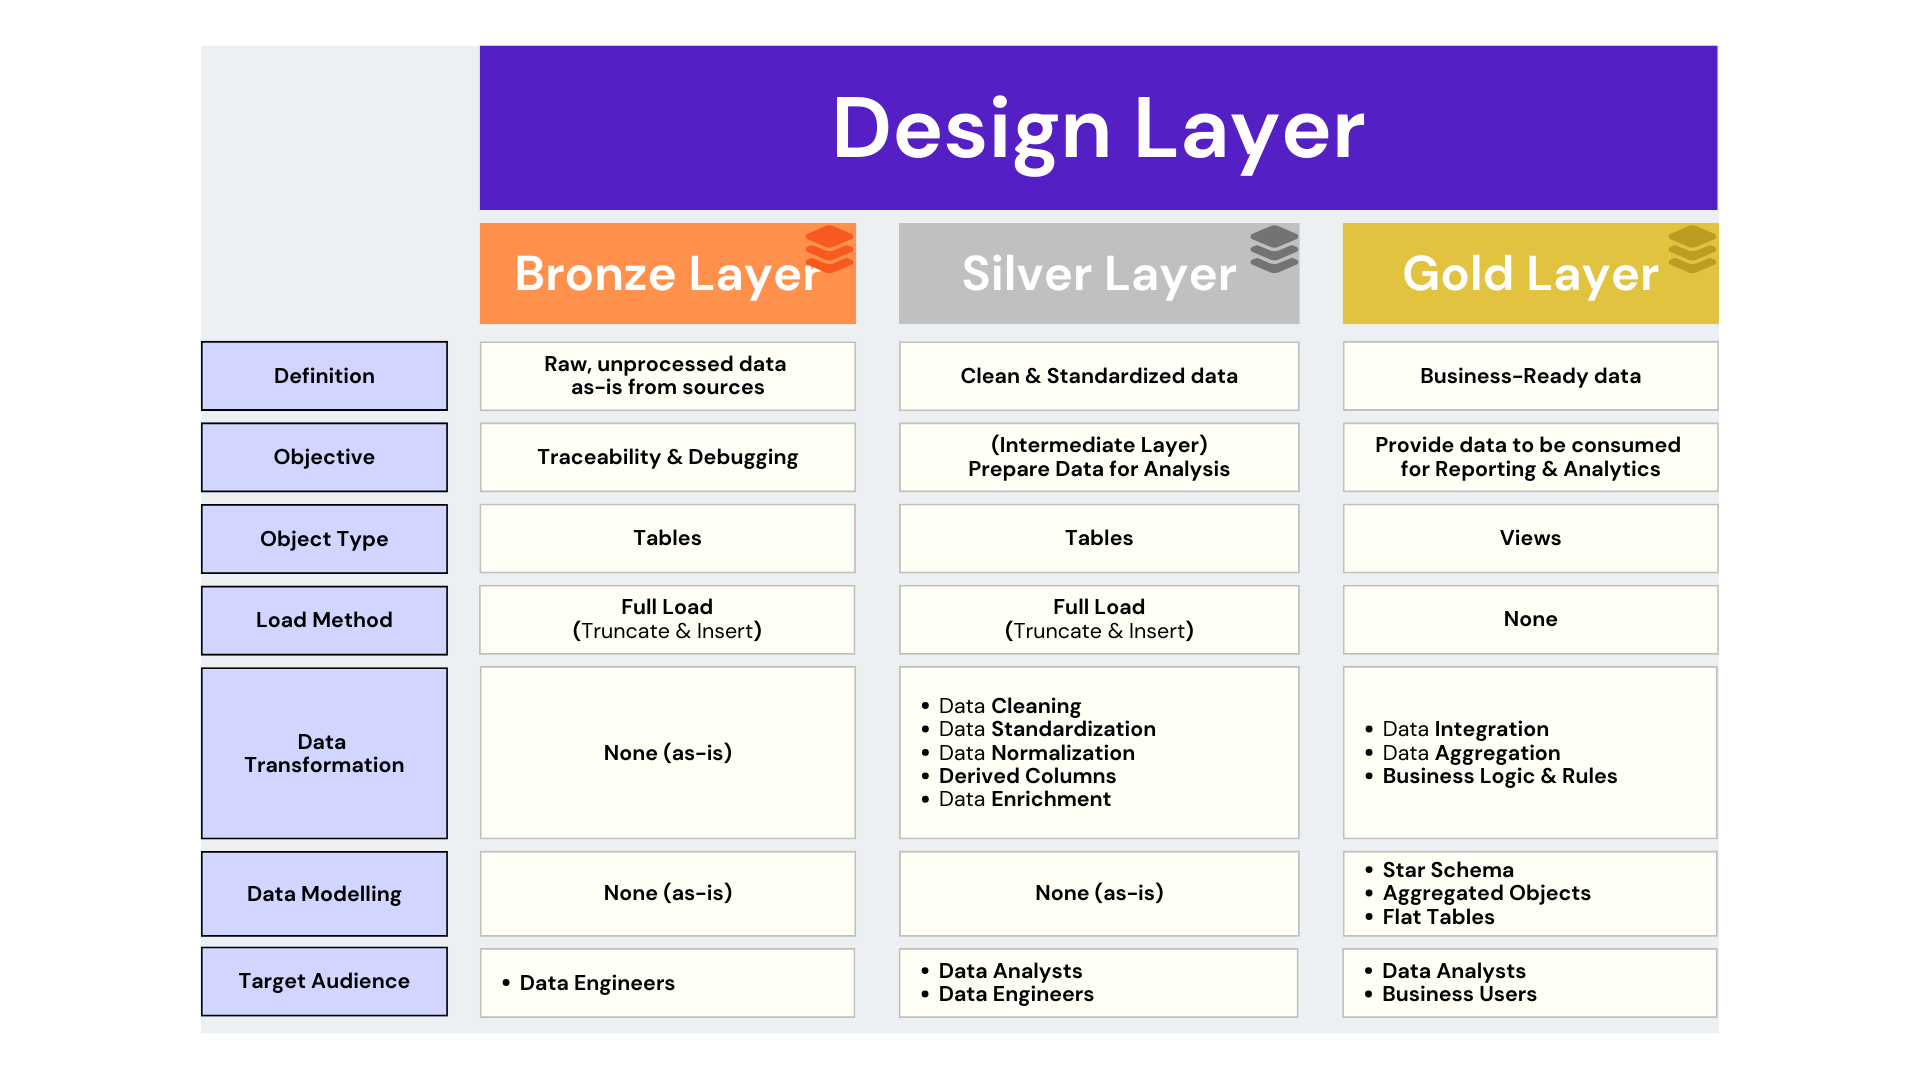 Design Layer
Bronze Layer
Silver Layer
Gold Layer
Definition
Raw, unprocessed data
as-is from sources
Clean & Standardized data
Business-Ready data
Objective
Traceability & Debugging
(Intermediate Layer)
Prepare Data for Analysis
Provide data to be consumed
for Reporting & Analytics
Object Type
Tables
Tables
Views
Load Method
Full Load
(Truncate & Insert)
Full Load
(Truncate & Insert)
None
Data
Transformation
None (as-is)
• Data Cleaning
• Data Standardization
• Data Normalization
• Derived Columns
• Data Enrichment
• Data Integration
• Data Aggregation
• Business Logic & Rules
Data Modelling
None (as-is)
None (as-is)
• Star Schema
• Aggregated Objects
• Flat Tables
Target Audience
• Data Engineers
• Data Analysts
• Data Engineers
• Data Analysts
• Business Users